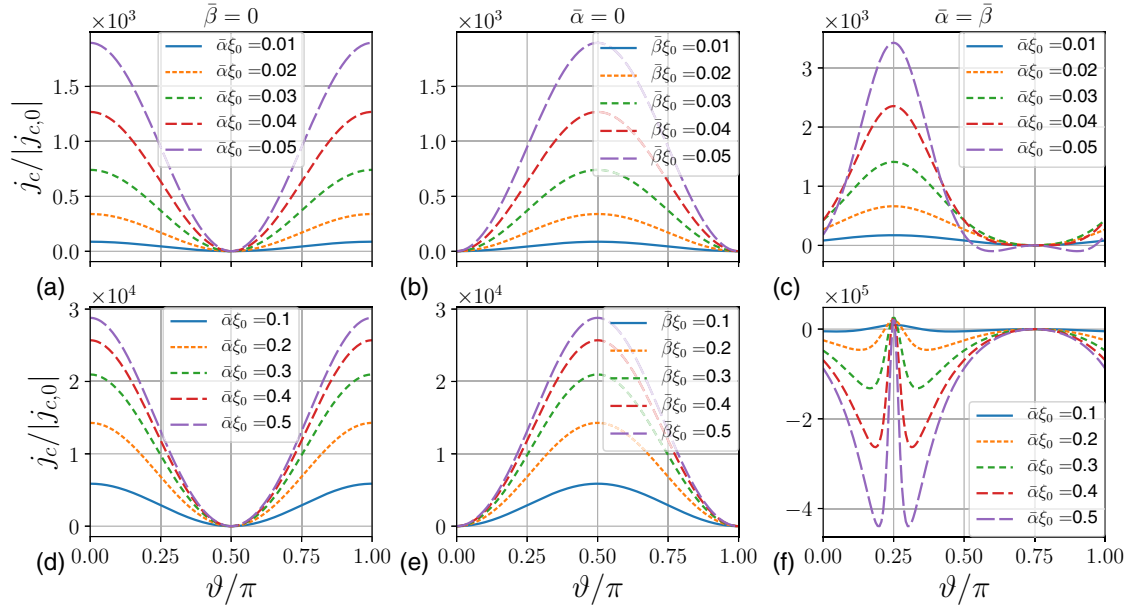 β̄ = 0
ᾱ = 0
ᾱ = β̄
×10³
j_c/|j_{c,0}|
1.5
1.0
0.5
0.0
ᾱξ₀ =0.01
ᾱξ₀ =0.02
ᾱξ₀ =0.03
ᾱξ₀ =0.04
ᾱξ₀ =0.05
(a)
×10³
1.5
1.0
0.5
0.0
β̄ξ₀ =0.01
β̄ξ₀ =0.02
β̄ξ₀ =0.03
β̄ξ₀ =0.04
β̄ξ₀ =0.05
(b)
×10³
3
2
1
0
ᾱξ₀ =0.01
ᾱξ₀ =0.02
ᾱξ₀ =0.03
ᾱξ₀ =0.04
ᾱξ₀ =0.05
(c)
×10⁴
j_c/|j_{c,0}|
3
2
1
0
ᾱξ₀ =0.1
ᾱξ₀ =0.2
ᾱξ₀ =0.3
ᾱξ₀ =0.4
ᾱξ₀ =0.5
0.00 0.25 0.50 0.75 1.00
(d)
ϑ/π
×10⁴
3
2
1
0
β̄ξ₀ =0.1
β̄ξ₀ =0.2
β̄ξ₀ =0.3
β̄ξ₀ =0.4
β̄ξ₀ =0.5
0.00 0.25 0.50 0.75 1.00
(e)
ϑ/π
×10⁵
0
−2
−4
ᾱξ₀ =0.1
ᾱξ₀ =0.2
ᾱξ₀ =0.3
ᾱξ₀ =0.4
ᾱξ₀ =0.5
0.00 0.25 0.50 0.75 1.00
(f)
ϑ/π